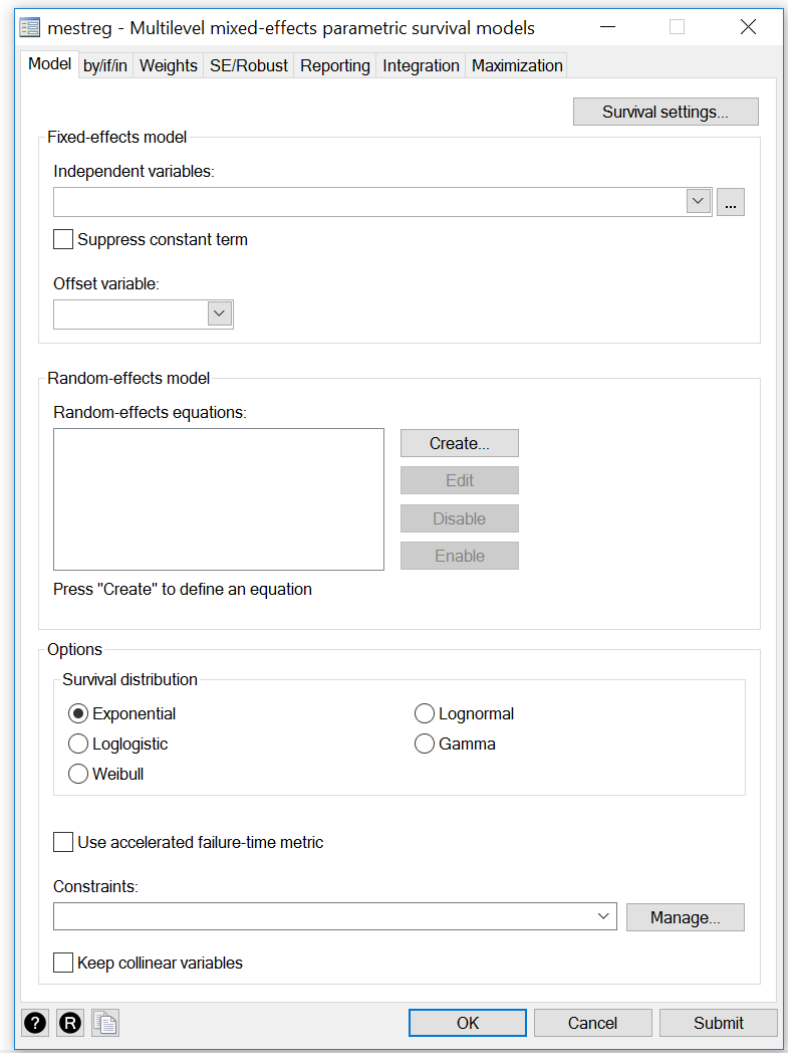 mestreg - Multilevel mixed-effects parametric survival models
Model by/if/in Weights SE/Robust Reporting Integration Maximization
Survival settings...
Fixed-effects model
Independent variables:
...
Suppress constant term
Offset variable:
Random-effects model
Random-effects equations:
Create...
Edit
Disable
Enable
Press "Create" to define an equation
Options
Survival distribution
Exponential Lognormal
Loglogistic Gamma
Weibull
Use accelerated failure-time metric
Constraints:
Manage...
Keep collinear variables
? R OK Cancel Submit